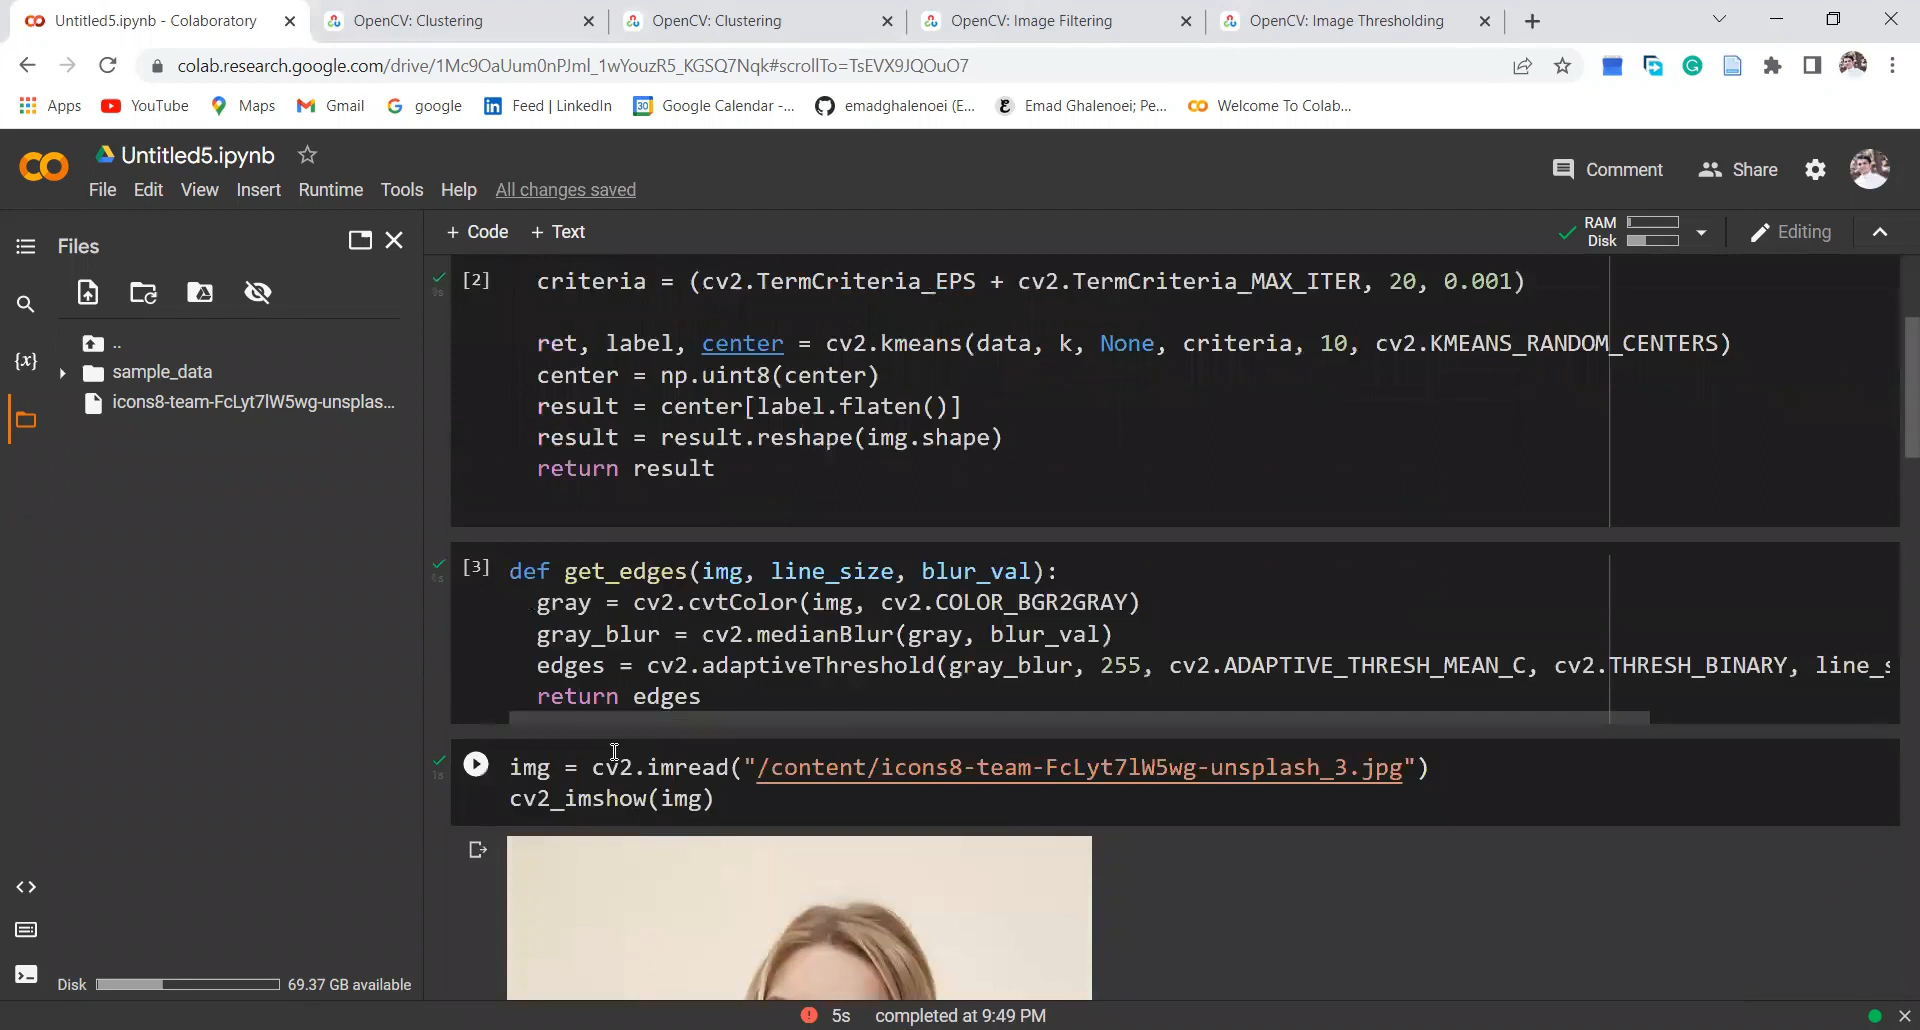 Untitled5.ipynb - Colaboratory
OpenCV: Clustering
OpenCV: Clustering
OpenCV: Image Filtering
OpenCV: Image Thresholding
colab.research.google.com/drive/1Mc9OaUum0nPJml_1wYouzR5_KGSQ7Nqk#scrollTo=TsEVX9JQOuO7
Apps
YouTube
Maps
Gmail
google
Feed | LinkedIn
30
Google Calendar -...
emadghalenoei (E...
Emad Ghalenoei; Pe...
Welcome To Colab...
Untitled5.ipynb
File Edit View Insert Runtime Tools Help All changes saved
Comment
Share
+ Code + Text
RAM
Disk
Editing
Files
..
sample_data
icons8-team-FcLyt7lW5wg-unsplas...
{x}
Disk 69.37 GB available
[2]
criteria = (cv2.TermCriteria_EPS + cv2.TermCriteria_MAX_ITER, 20, 0.001)
ret, label, center = cv2.kmeans(data, k, None, criteria, 10, cv2.KMEANS_RANDOM_CENTERS)
center = np.uint8(center)
result = center[label.flaten()]
result = result.reshape(img.shape)
return result
[3] def get_edges(img, line_size, blur_val):
gray = cv2.cvtColor(img, cv2.COLOR_BGR2GRAY)
gray_blur = cv2.medianBlur(gray, blur_val)
edges = cv2.adaptiveThreshold(gray_blur, 255, cv2.ADAPTIVE_THRESH_MEAN_C, cv2.THRESH_BINARY, line_s
return edges
img = cv2.imread("/content/icons8-team-FcLyt7lW5wg-unsplash_3.jpg")
cv2_imshow(img)
5s completed at 9:49 PM